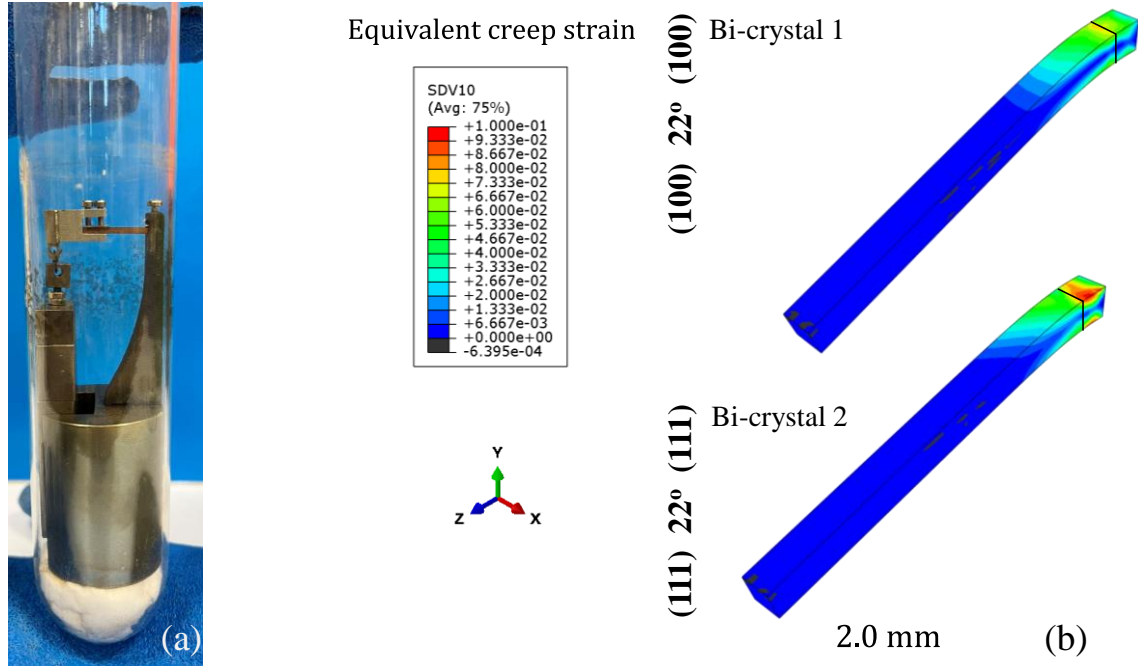 (a)
Equivalent creep strain
SDV10
(Avg: 75%)
+1.000e-01
+9.333e-02
+8.667e-02
+8.000e-02
+7.333e-02
+6.667e-02
+6.000e-02
+5.333e-02
+4.667e-02
+4.000e-02
+3.333e-02
+2.667e-02
+2.000e-02
+1.333e-02
+6.667e-03
+0.000e+00
-6.395e-04
Y
Z
X
Bi-crystal 1
(100) 22º (100)
Bi-crystal 2
(111) 22º (111)
2.0 mm
(b)